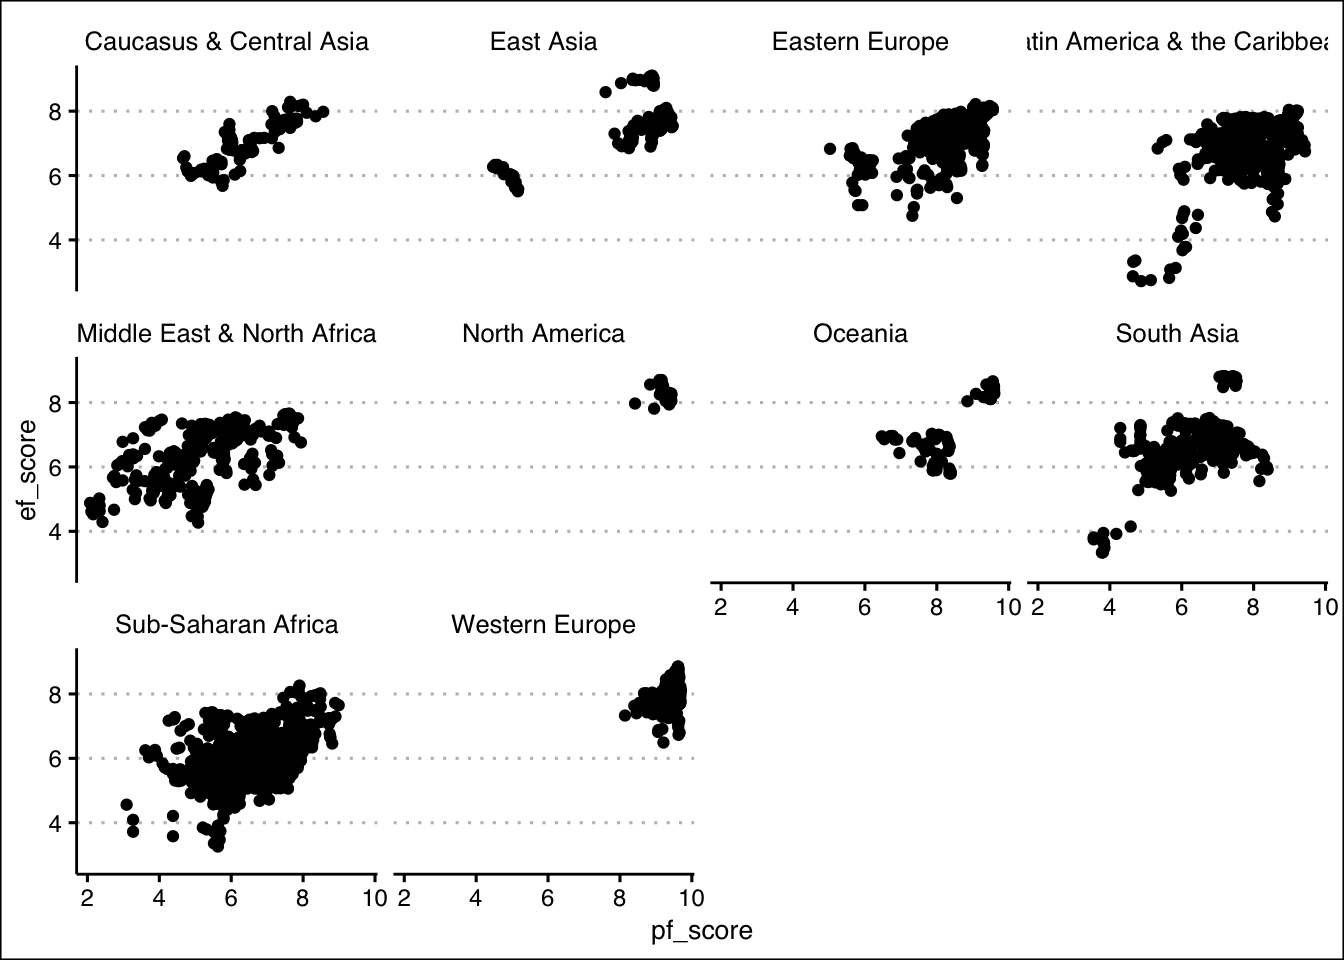 Caucasus & Central Asia East Asia Eastern Europe tin America & the Caribbea
8
6
4
Middle East & North Africa North America Oceania South Asia
8
6
4
ef_score
2 4 6 8 10 2 4 6 8 10
Sub-Saharan Africa Western Europe
8
6
4
2 4 6 8 10 2 4 6 8 10
pf_score